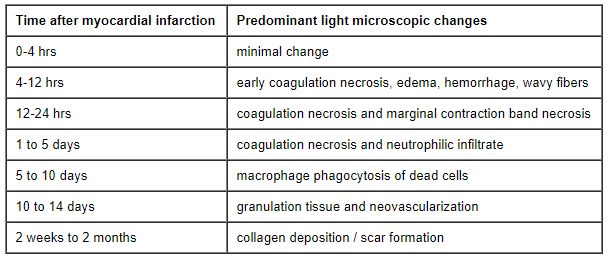 Time after myocardial infarction Predominant light microscopic changes
0-4 hrs minimal change
4-12 hrs early coagulation necrosis, edema, hemorrhage, wavy fibers
12-24 hrs coagulation necrosis and marginal contraction band necrosis
1 to 5 days coagulation necrosis and neutrophilic infiltrate
5 to 10 days macrophage phagocytosis of dead cells
10 to 14 days granulation tissue and neovascularization
2 weeks to 2 months collagen deposition / scar formation